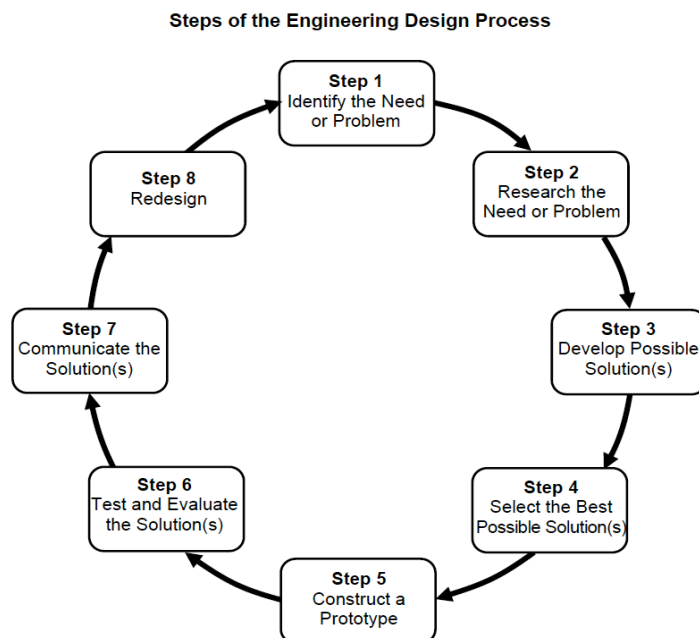 Steps of the Engineering Design Process
Step 1
Identify the Need
or Problem
Step 2
Research the
Need or Problem
Step 3
Develop Possible
Solution(s)
Step 4
Select the Best
Possible Solution(s)
Step 5
Construct a
Prototype
Step 6
Test and Evaluate
the Solution(s)
Step 7
Communicate the
Solution(s)
Step 8
Redesign